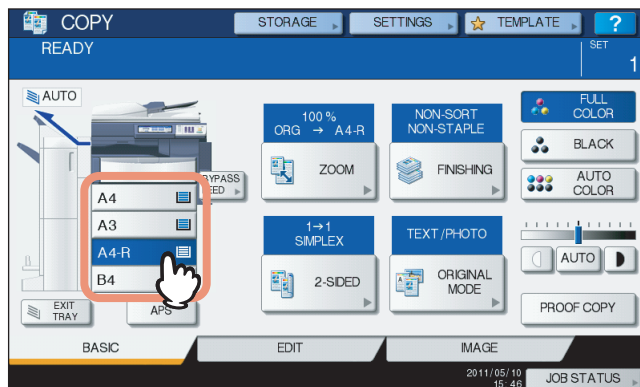 COPY
STORAGE
SETTINGS
TEMPLATE
?
READY
SET
1
AUTO
100 %
ORG → A4-R
NON-SORT
NON-STAPLE
FULL
COLOR
ZOOM
FINISHING
BLACK
YPASS
EED
AUTO
COLOR
A4
A3
A4-R
B4
1→1
SIMPLEX
TEXT/PHOTO
2-SIDED
ORIGINAL
MODE
AUTO
EXIT
TRAY
APS
PROOF COPY
BASIC
EDIT
IMAGE
2011/05/10
15:46
JOB STATUS